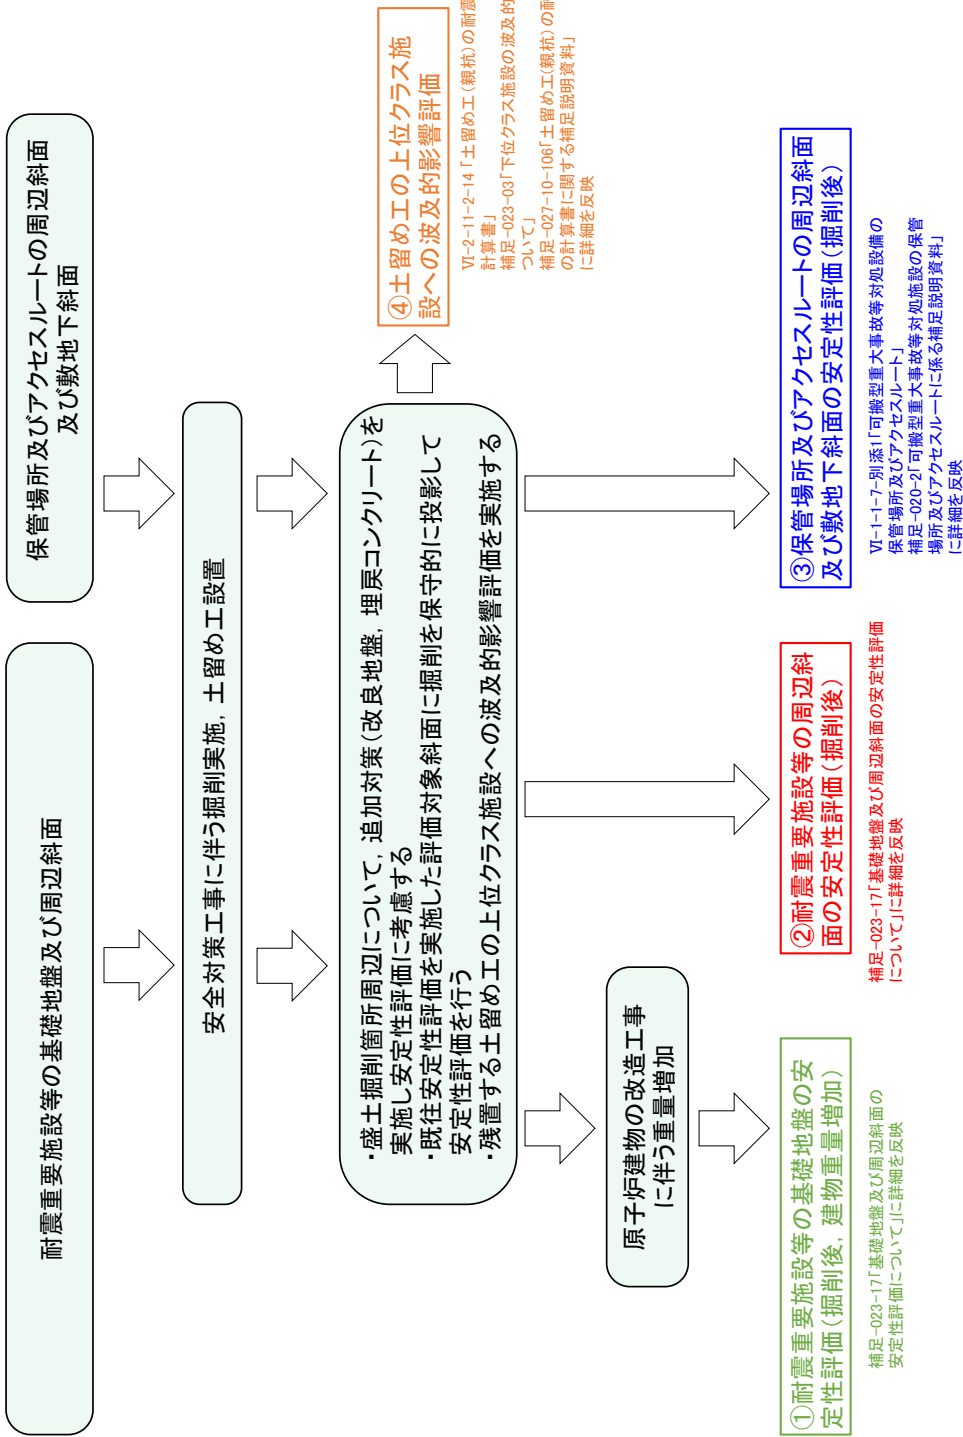 耐震重要施設等の基礎地盤及び周辺斜面
保管場所及びアクセスルートの周辺斜面
及び敷地下斜面
安全対策工事に伴う掘削実施，土留め工設置
・盛土掘削箇所周辺について，追加対策（改良地盤，埋戻コンクリート）を
実施し安定性評価に考慮する
・既往安定性評価を実施した評価対象斜面に掘削を保守的に投影して
安定性評価を行う
・残置する土留め工の上位クラス施設への波及的影響評価を実施する
④土留め工の上位クラス施
設への波及的影響評価
Ⅵ-2-11-2-14「土留め工（親杭）の耐震
計算書」
補足-023-03「下位クラス施設の波及的
ついて」
補足-027-10-106「土留め工（親杭）の耐
の計算書に関する補足説明資料」
に詳細を反映
原子炉建物の改造工事
に伴う重量増加
①耐震重要施設等の基礎地盤の安
定性評価（掘削後，建物重量増加）
補足-023-17「基礎地盤及び周辺斜面の
安定性評価について」に詳細を反映
②耐震重要施設等の周辺斜
面の安定性評価（掘削後）
補足-023-17「基礎地盤及び周辺斜面の安定性評価
について」に詳細を反映
③保管場所及びアクセスルートの周辺斜面
及び敷地下斜面の安定性評価（掘削後）
Ⅵ-1-1-7-別添1「可搬型重大事故等対処設備の
保管場所及びアクセスルート」
補足-020-2「可搬型重大事故等対処施設の保管
場所及びアクセスルートに係る補足説明資料」
に詳細を反映